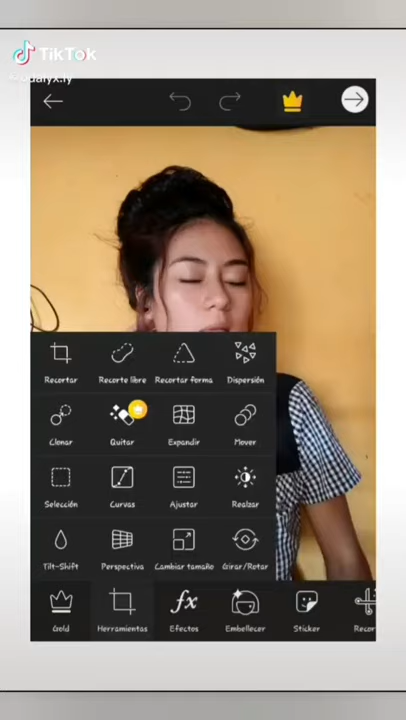 TikTok
Recortar Recorte libre Recortar forma Dispersión
Clonar Quitar Expandir Mover
Selección Curvas Ajustar Realzar
Tilt-Shift Perspectiva Cambiar tamaño Girar/Rotar
Gold Herramientas Efectos Embellecer Sticker Recor